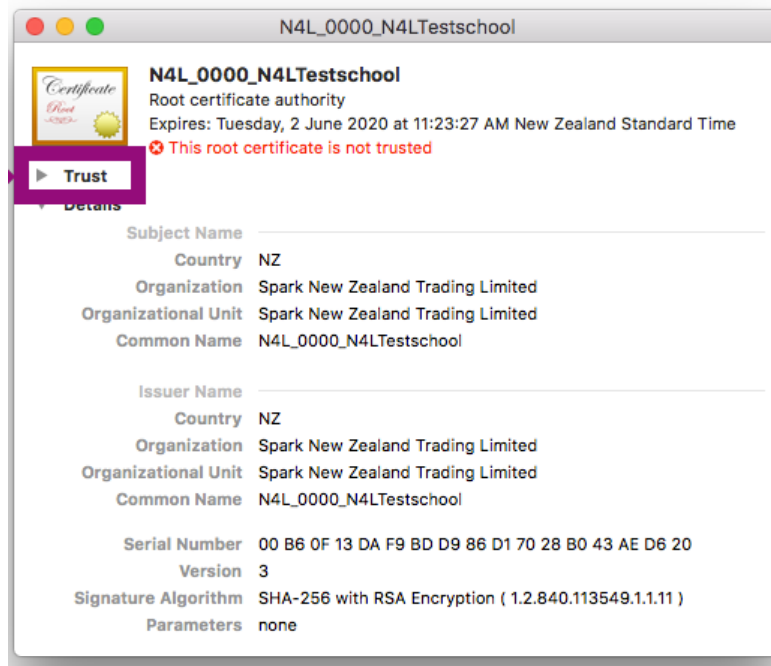 N4L_0000_N4LTestschool
Certificate
Root
N4L_0000_N4LTestschool
Root certificate authority
Expires: Tuesday, 2 June 2020 at 11:23:27 AM New Zealand Standard Time
This root certificate is not trusted
Trust
Details
Subject Name
Country NZ
Organization Spark New Zealand Trading Limited
Organizational Unit Spark New Zealand Trading Limited
Common Name N4L_0000_N4LTestschool
Issuer Name
Country NZ
Organization Spark New Zealand Trading Limited
Organizational Unit Spark New Zealand Trading Limited
Common Name N4L_0000_N4LTestschool
Serial Number 00 B6 0F 13 DA F9 BD D9 86 D1 70 28 B0 43 AE D6 20
Version 3
Signature Algorithm SHA-256 with RSA Encryption ( 1.2.840.113549.1.1.11 )
Parameters none